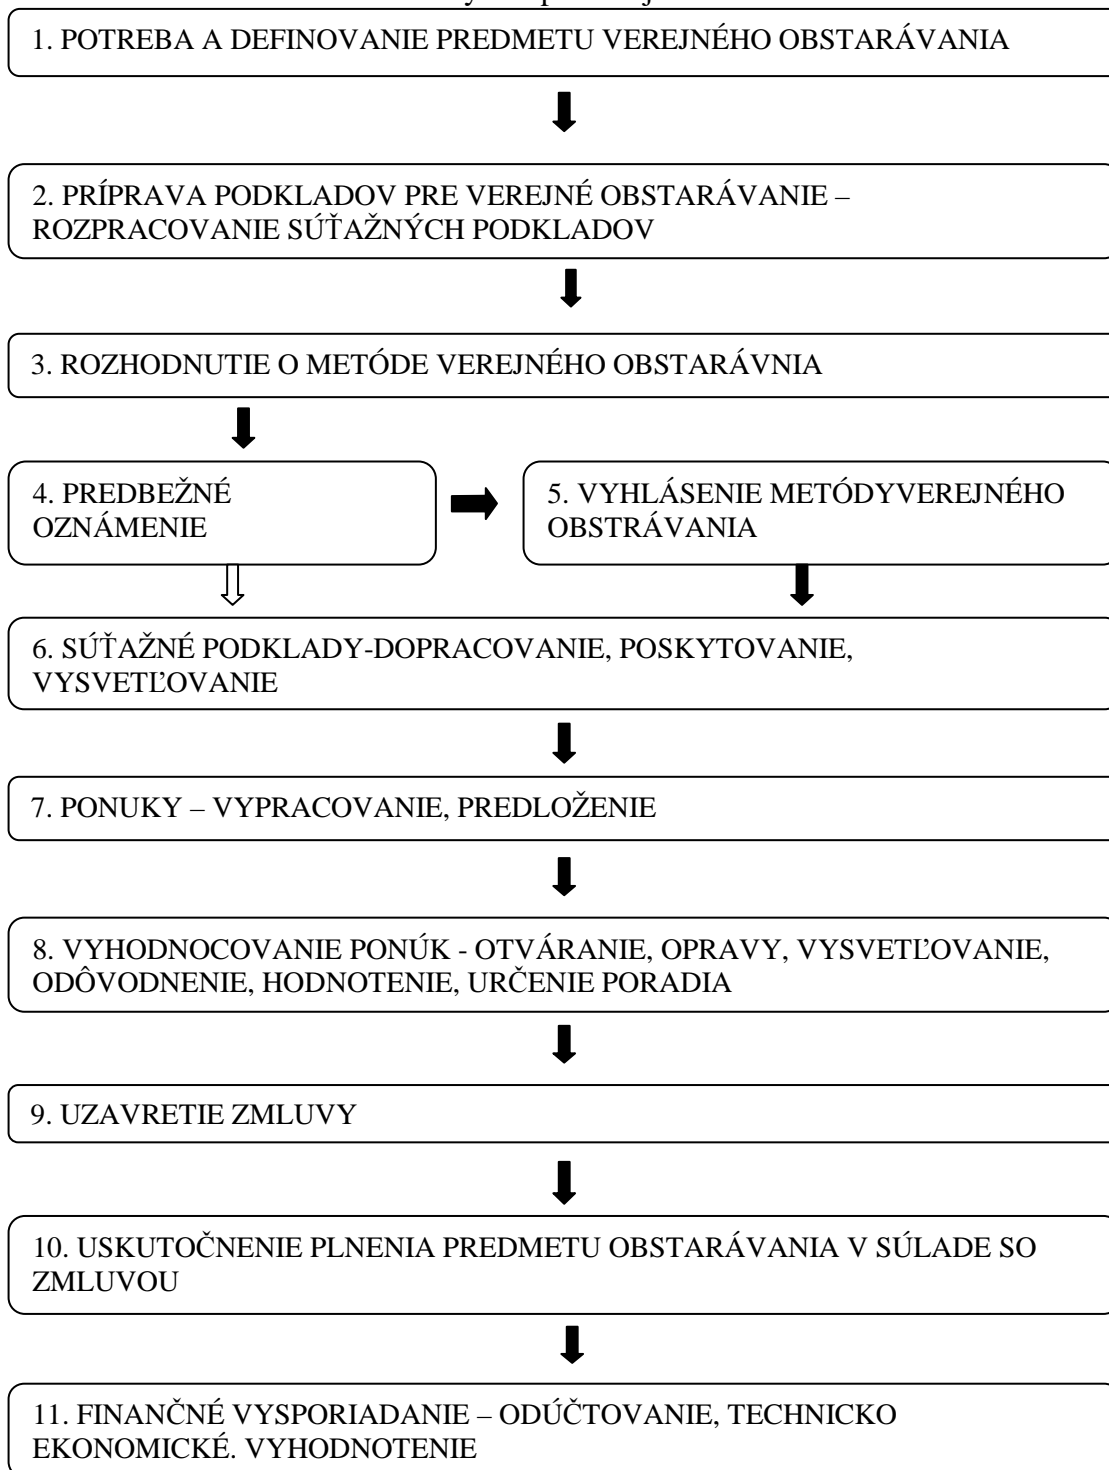 1. POTREBA A DEFINOVANIE PREDMETU VEREJNÉHO OBSTARÁVANIA
2. PRÍPRAVA PODKLADOV PRE VEREJNÉ OBSTARÁVANIE –
ROZPRACOVANIE SÚŤAŽNÝCH PODKLADOV
3. ROZHODNUTIE O METÓDE VEREJNÉHO OBSTARÁVNIA
4. PREDBEŽNÉ
OZNÁMENIE
5. VYHLÁSENIE METÓDYVEREJNÉHO
OBSTRÁVANIA
6. SÚŤAŽNÉ PODKLADY-DOPRACOVANIE, POSKYTOVANIE,
VYSVETĽOVANIE
7. PONUKY – VYPRACOVANIE, PREDLOŽENIE
8. VYHODNOCOVANIE PONÚK - OTVÁRANIE, OPRAVY, VYSVETĽOVANIE,
ODÔVODNENIE, HODNOTENIE, URČENIE PORADIA
9. UZAVRETIE ZMLUVY
10. USKUTOČNENIE PLNENIA PREDMETU OBSTARÁVANIA V SÚLADE SO
ZMLUVOU
11. FINANČNÉ VYSPORIADANIE – ODÚČTOVANIE, TECHNICKO
EKONOMICKÉ. VYHODNOTENIE